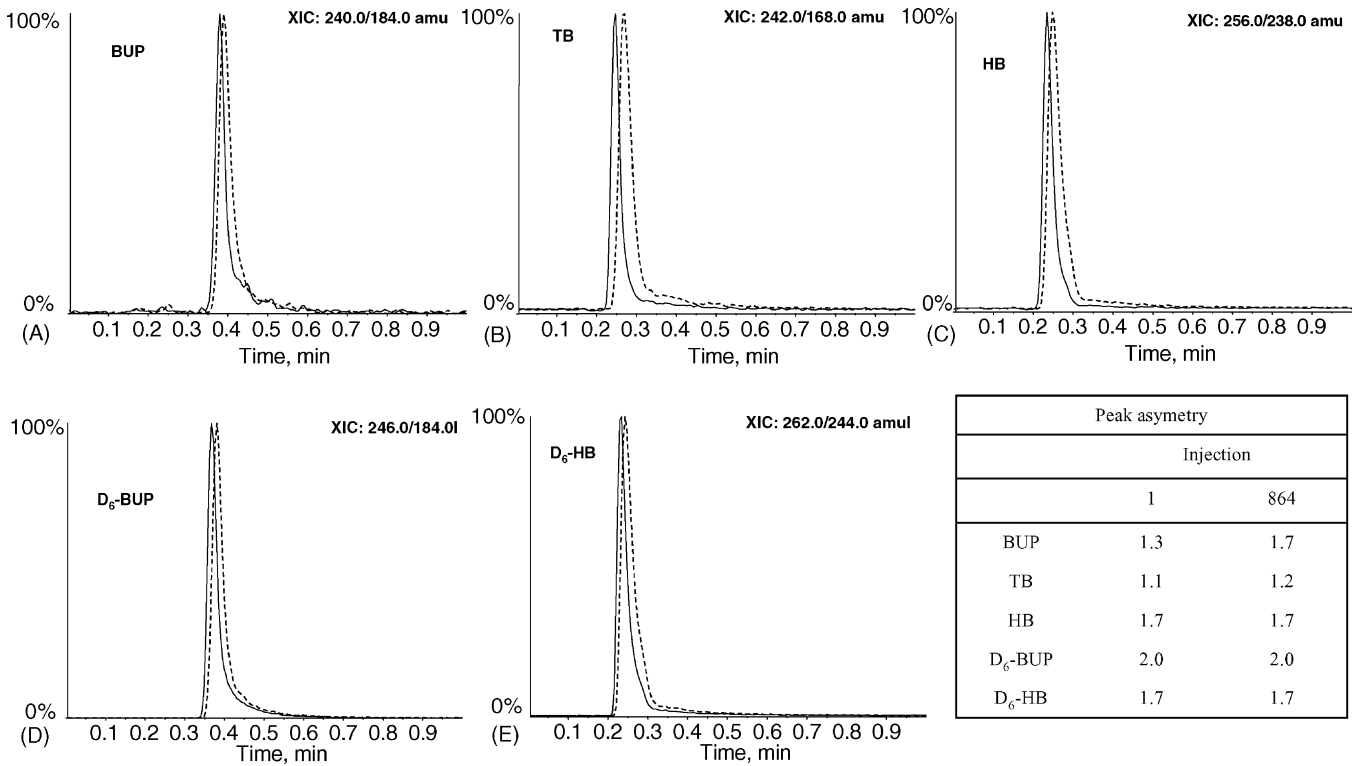 100%
XIC: 240.0/184.0 amu
BUP
0%
0.1 0.2 0.3 0.4 0.5 0.6 0.7 0.8 0.9
(A)
Time, min
100%
XIC: 242.0/168.0 amu
TB
0%
0.1 0.2 0.3 0.4 0.5 0.6 0.7 0.8 0.9
(B)
Time, min
100%
XIC: 256.0/238.0 amu
HB
0%
0.1 0.2 0.3 0.4 0.5 0.6 0.7 0.8 0.9
(C)
Time, min
100%
XIC: 246.0/184.0l
D6-BUP
0%
0.1 0.2 0.3 0.4 0.5 0.6 0.7 0.8 0.9
(D)
Time, min
100%
XIC: 262.0/244.0 amul
D6-HB
0%
0.1 0.2 0.3 0.4 0.5 0.6 0.7 0.8 0.9
(E)
Time, min
Peak asymetry
Injection
1 864
BUP 1.3 1.7
TB 1.1 1.2
HB 1.7 1.7
D6-BUP 2.0 2.0
D6-HB 1.7 1.7